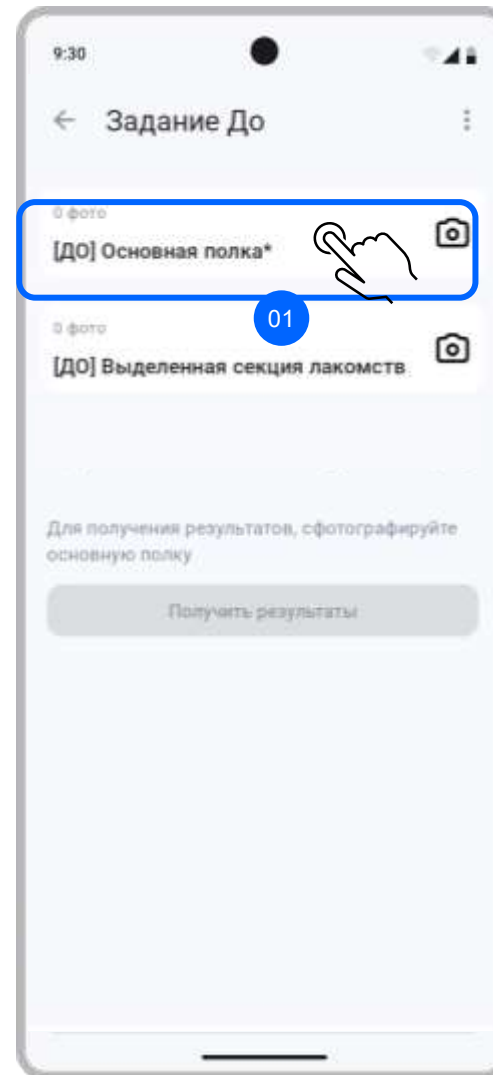 9:30
Задание До
0 фото
[ДО] Основная полка*
01
0 фото
[ДО] Выделенная секция лакомств
Для получения результатов, сфотографируйте
основную полку
Получить результаты